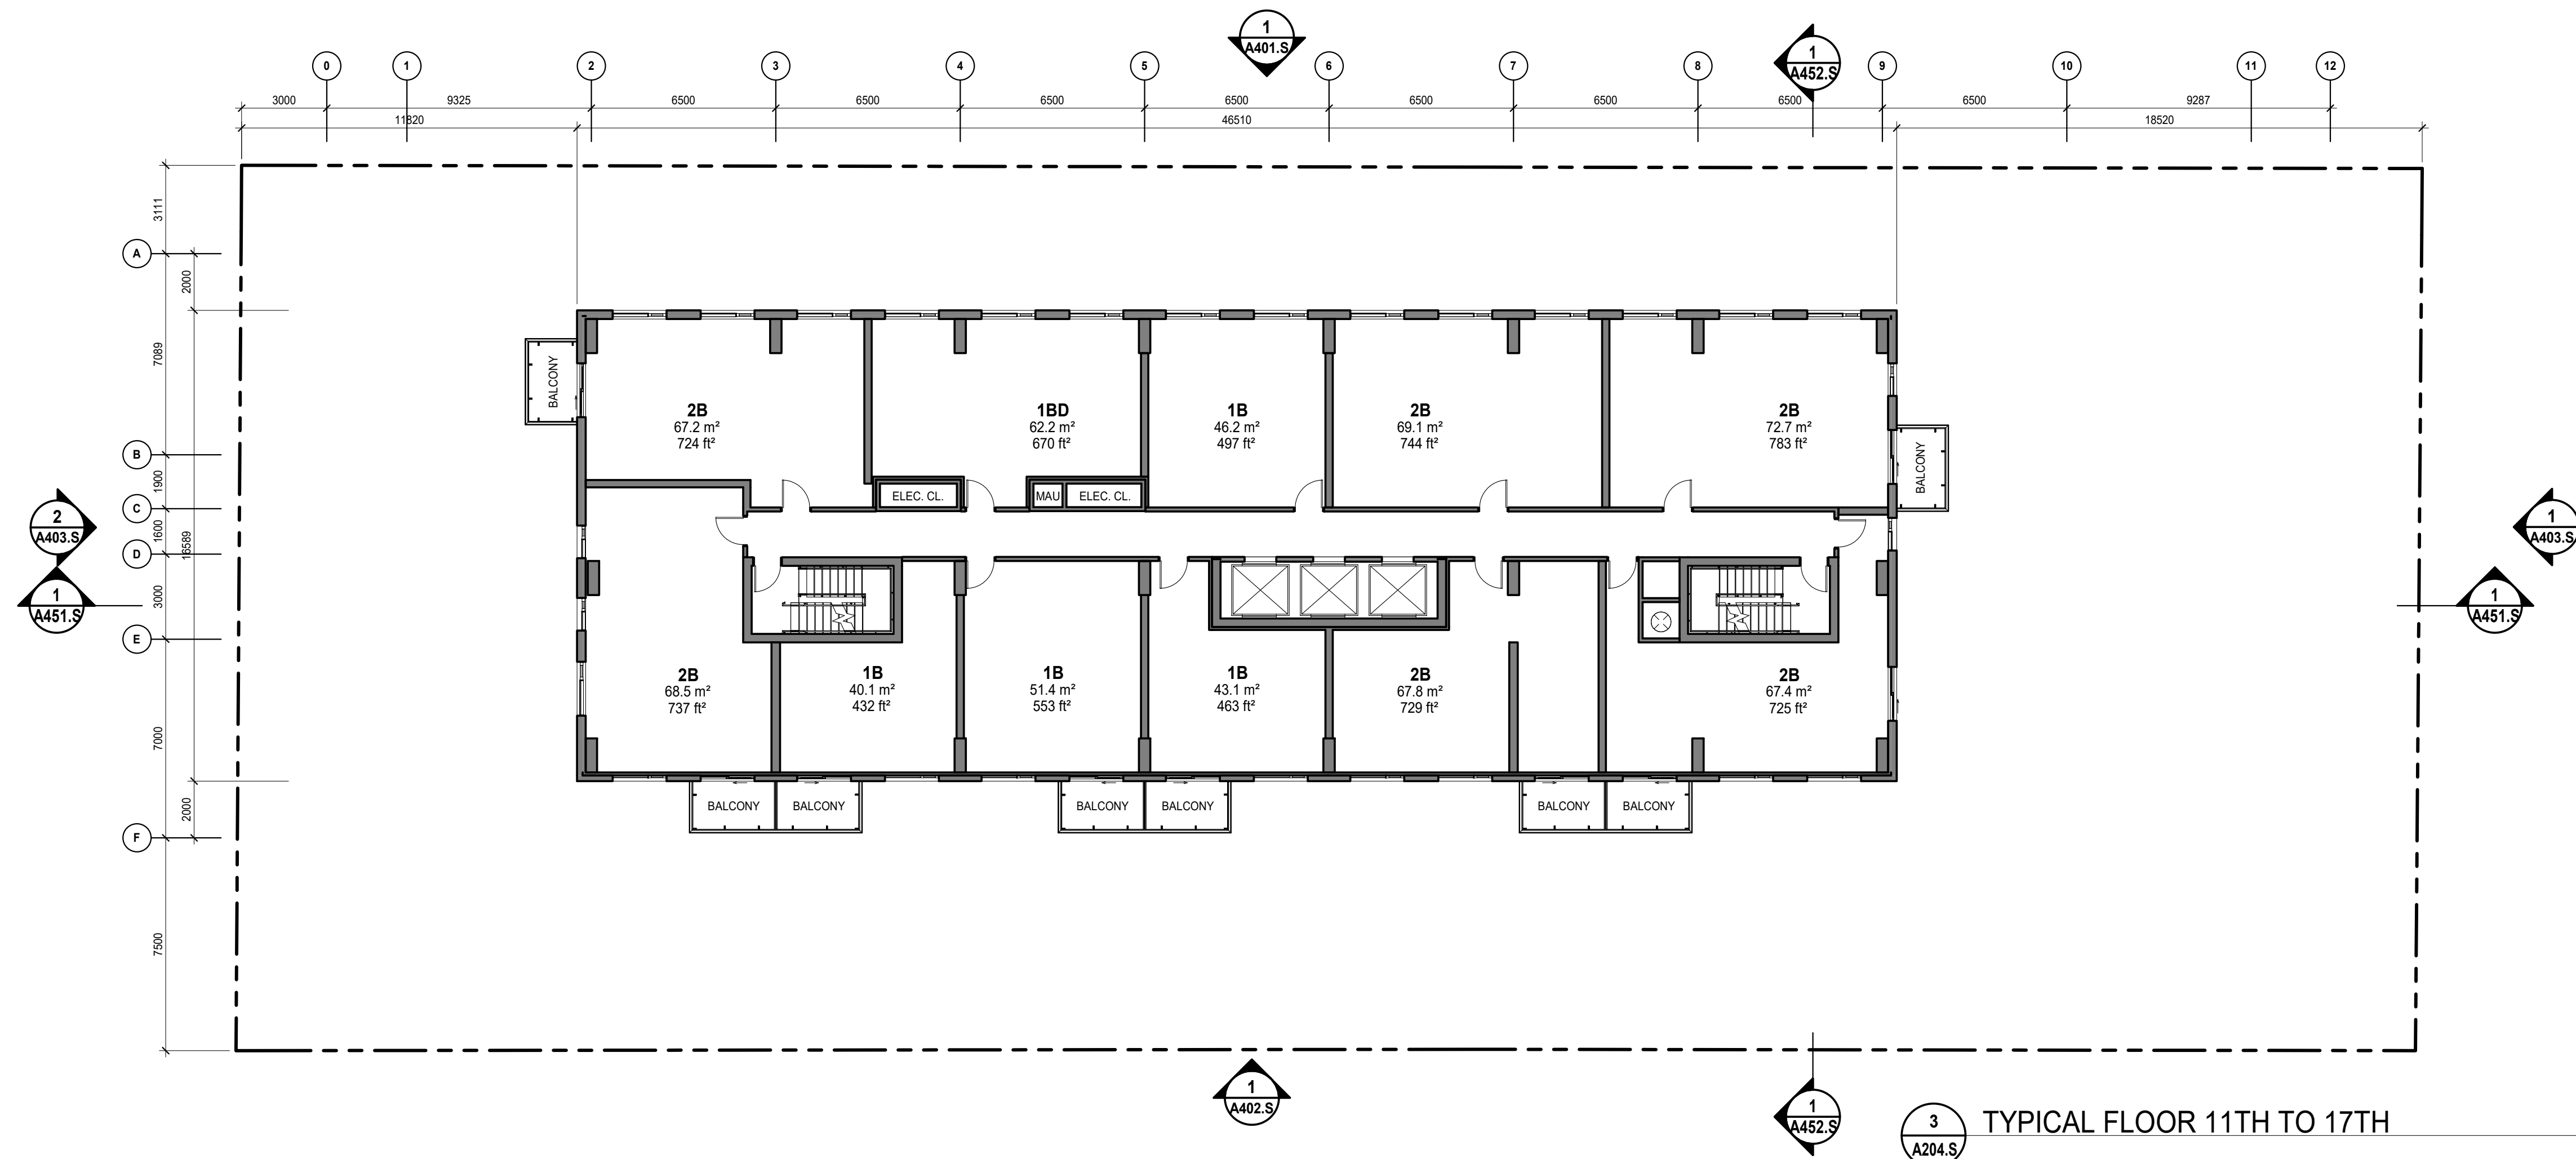 1
A401.S
1
A452.S
0 1 2 3 4 5 6 7 8 9 10 11 12
3000 9325 6500 6500 6500 6500 6500 6500 6500 6500 9287
11820 46510 18520
3111
A
2000
7089
B
1900
C
1600
D
16589
3000
E
7000
2000
F
7500
2
A403.S
1
A451.S
1
A403.S
1
A451.S
BALCONY
2B
67.2 m²
724 ft²
1BD
62.2 m²
670 ft²
1B
46.2 m²
497 ft²
2B
69.1 m²
744 ft²
2B
72.7 m²
783 ft²
BALCONY
ELEC. CL.
MAU
ELEC. CL.
2B
68.5 m²
737 ft²
1B
40.1 m²
432 ft²
1B
51.4 m²
553 ft²
1B
43.1 m²
463 ft²
2B
67.8 m²
729 ft²
2B
67.4 m²
725 ft²
BALCONY BALCONY BALCONY BALCONY BALCONY BALCONY
1
A402.S
1
A452.S
3
A204.S
TYPICAL FLOOR 11TH TO 17TH